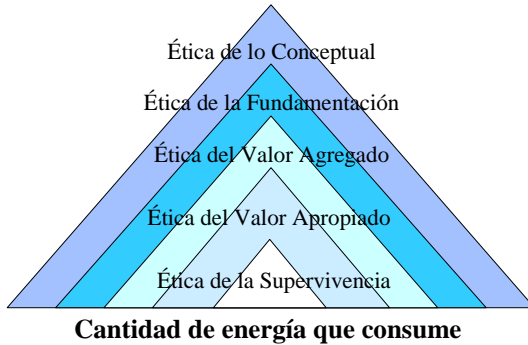 Ética de lo Conceptual
Ética de la Fundamentación
Ética del Valor Agregado
Ética del Valor Apropiado
Ética de la Supervivencia
Cantidad de energía que consume